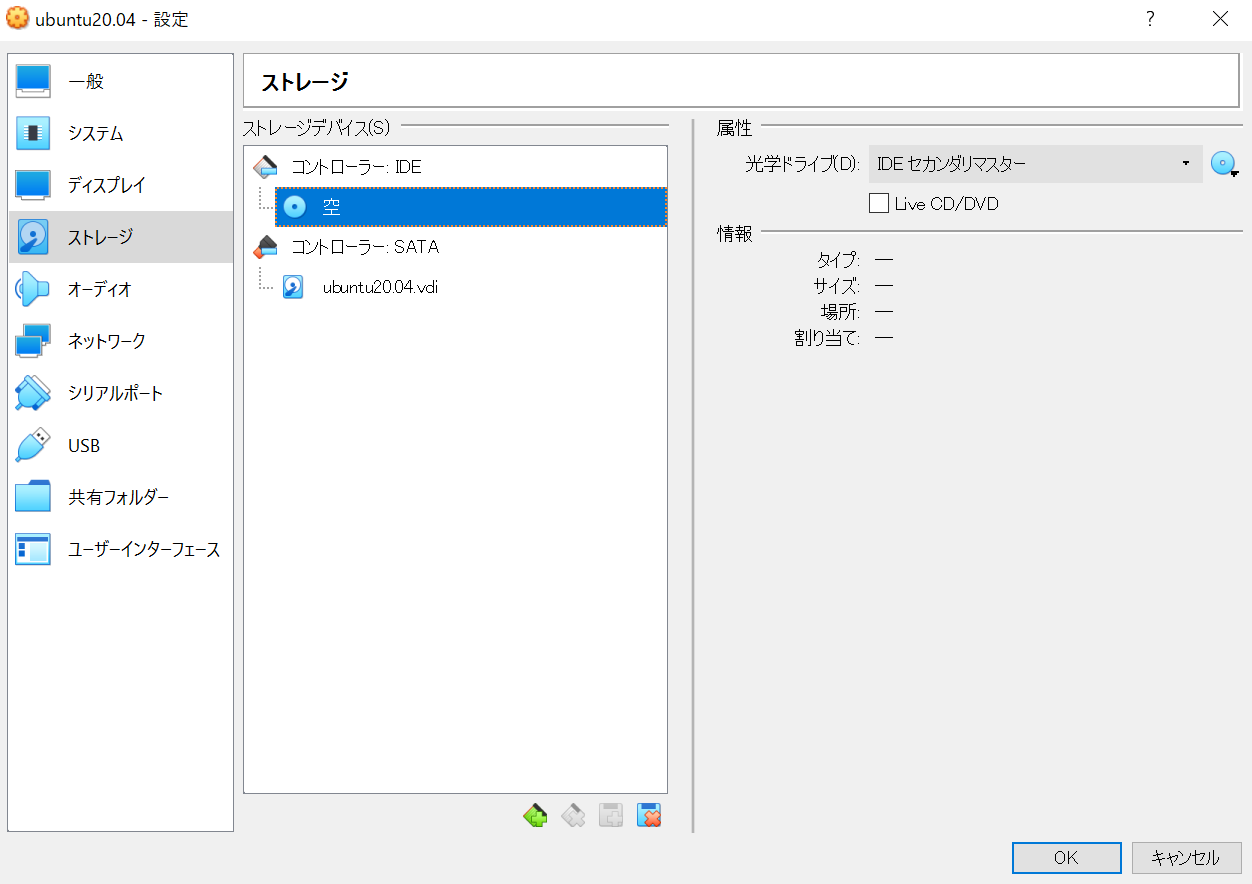 ubuntu20.04 - 設定
?
一般
システム
ディスプレイ
ストレージ
オーディオ
ネットワーク
シリアルポート
USB
共有フォルダー
ユーザーインターフェース
ストレージ
ストレージデバイス(S)
コントローラー: IDE
空
コントローラー: SATA
ubuntu20.04.vdi
属性
光学ドライブ(D): IDE セカンダリマスター
Live CD/DVD
情報
タイプ: —
サイズ: —
場所: —
割り当て: —
OK
キャンセル